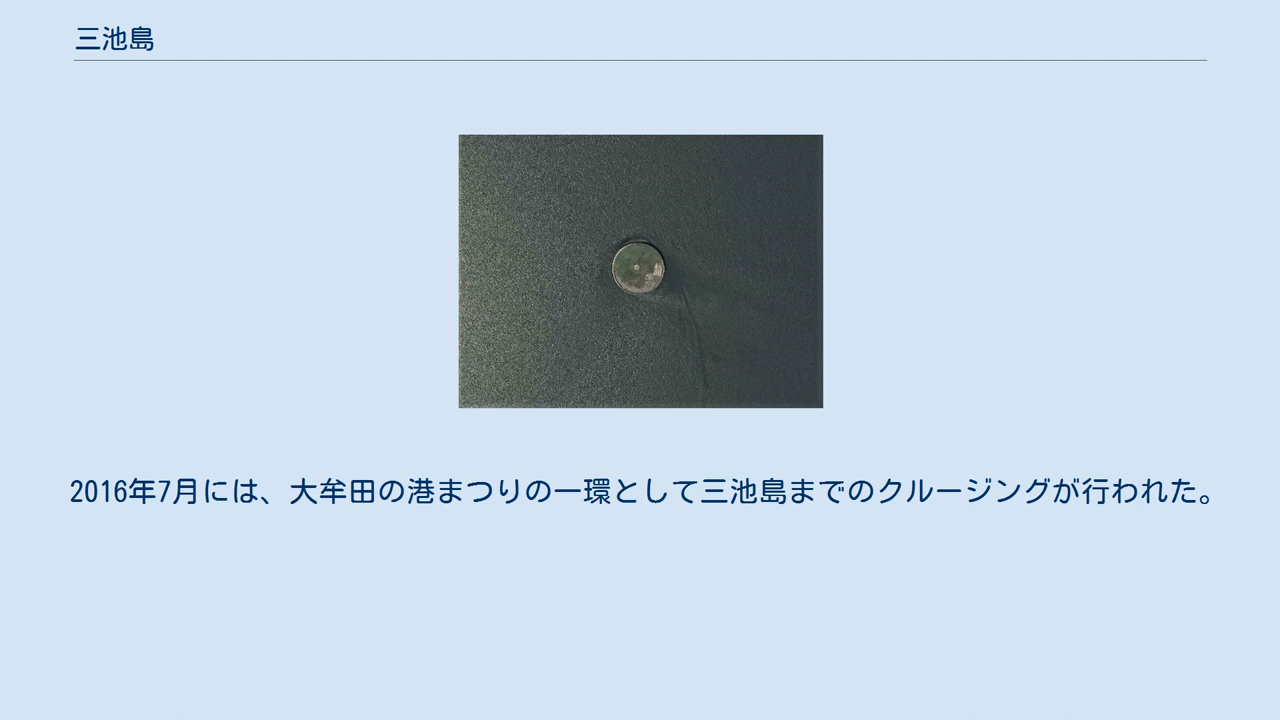 三池島
2016年7月には、大牟田の港まつりの一環として三池島までのクルージングが行われた。